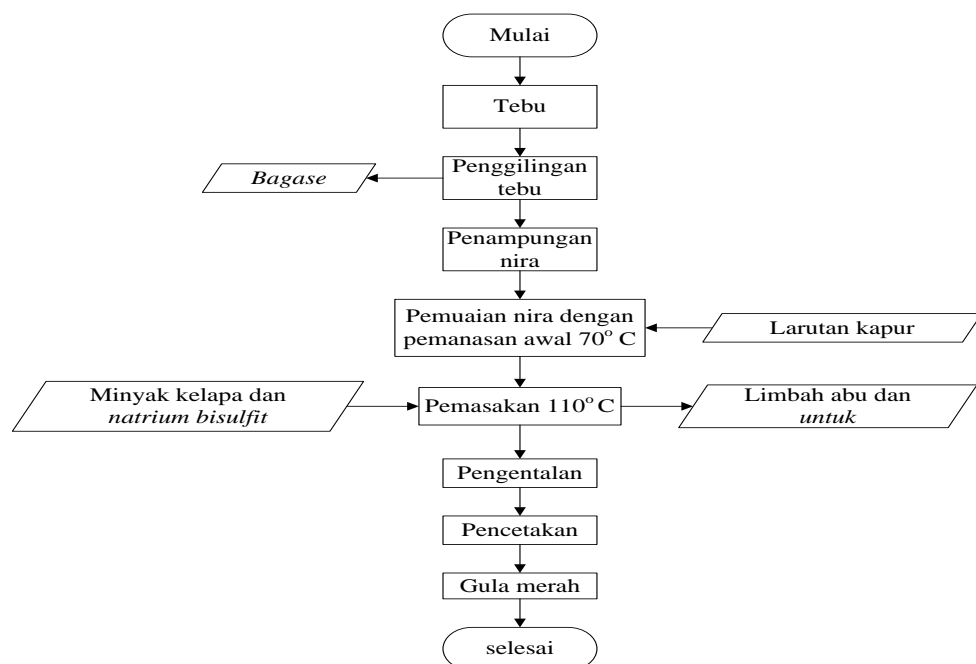 Mulai
Tebu
Bagase
Penggilingan
tebu
Penampungan
nira
Pemuaian nira dengan
pemanasan awal 70° C
Larutan kapur
Minyak kelapa dan
natrium bisulfit
Pemasakan 110° C
Limbah abu dan
untuk
Pengentalan
Pencetakan
Gula merah
selesai